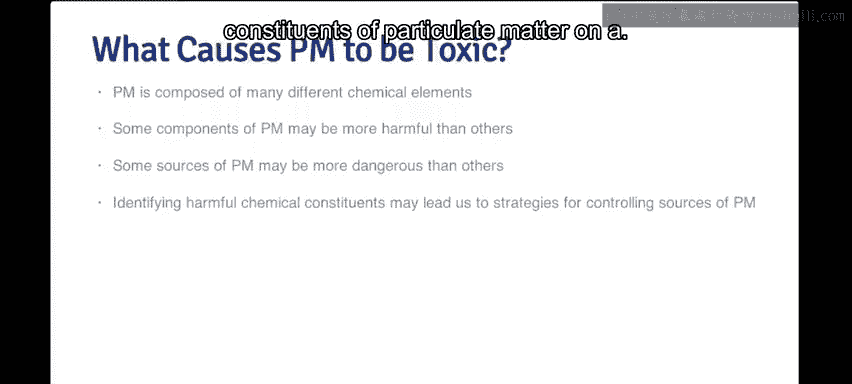 constituents of particulate matter on a.
What Causes PM to be Toxic?
· PM is composed of many different chemical elements
· Some components of PM may be more harmful than others
· Some sources of PM may be more dangerous than others
· Identifying harmful chemical constituents may lead us to strategies for controlling sources of PM